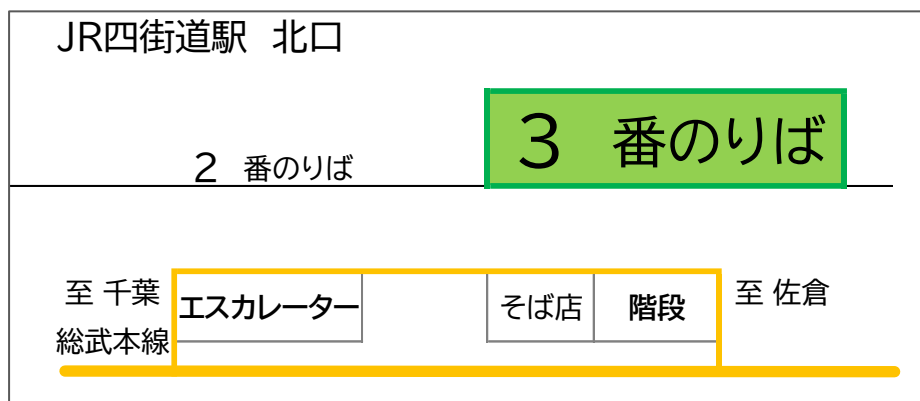 JR四街道駅 北口
3 番のりば
2 番のりば
至 千葉
エスカレーター
そば店
階段
至 佐倉
総武本線